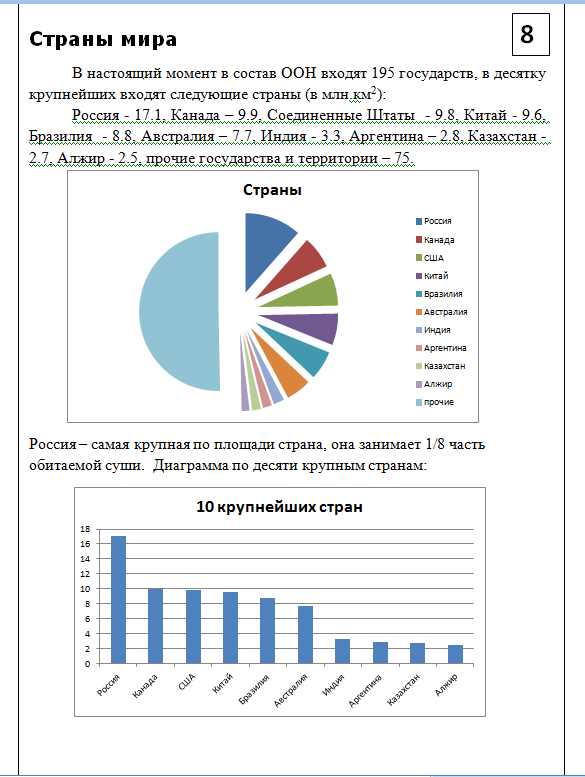 Страны мира
8
В настоящий момент в состав ООН входят 195 государств, в десятку
крупнейших входят следующие страны (в млн.км²):
Россия - 17.1, Канада – 9.9, Соединенные Штаты - 9.8, Китай - 9.6,
Бразилия - 8.8, Австралия – 7.7, Индия - 3.3, Аргентина – 2.8, Казахстан -
2.7, Алжир - 2.5, прочие государства и территории – 75.
Страны
Россия
Канада
США
Китай
Бразилия
Австралия
Индия
Аргентина
Казахстан
Алжир
прочие
Россия – самая крупная по площади страна, она занимает 1/8 часть
обитаемой суши. Диаграмма по десяти крупным странам:
10 крупнейших стран
18
16
14
12
10
8
6
4
2
0
Россия Канада США Китай Бразилия Австралия Индия Аргентина Казахстан Алжир